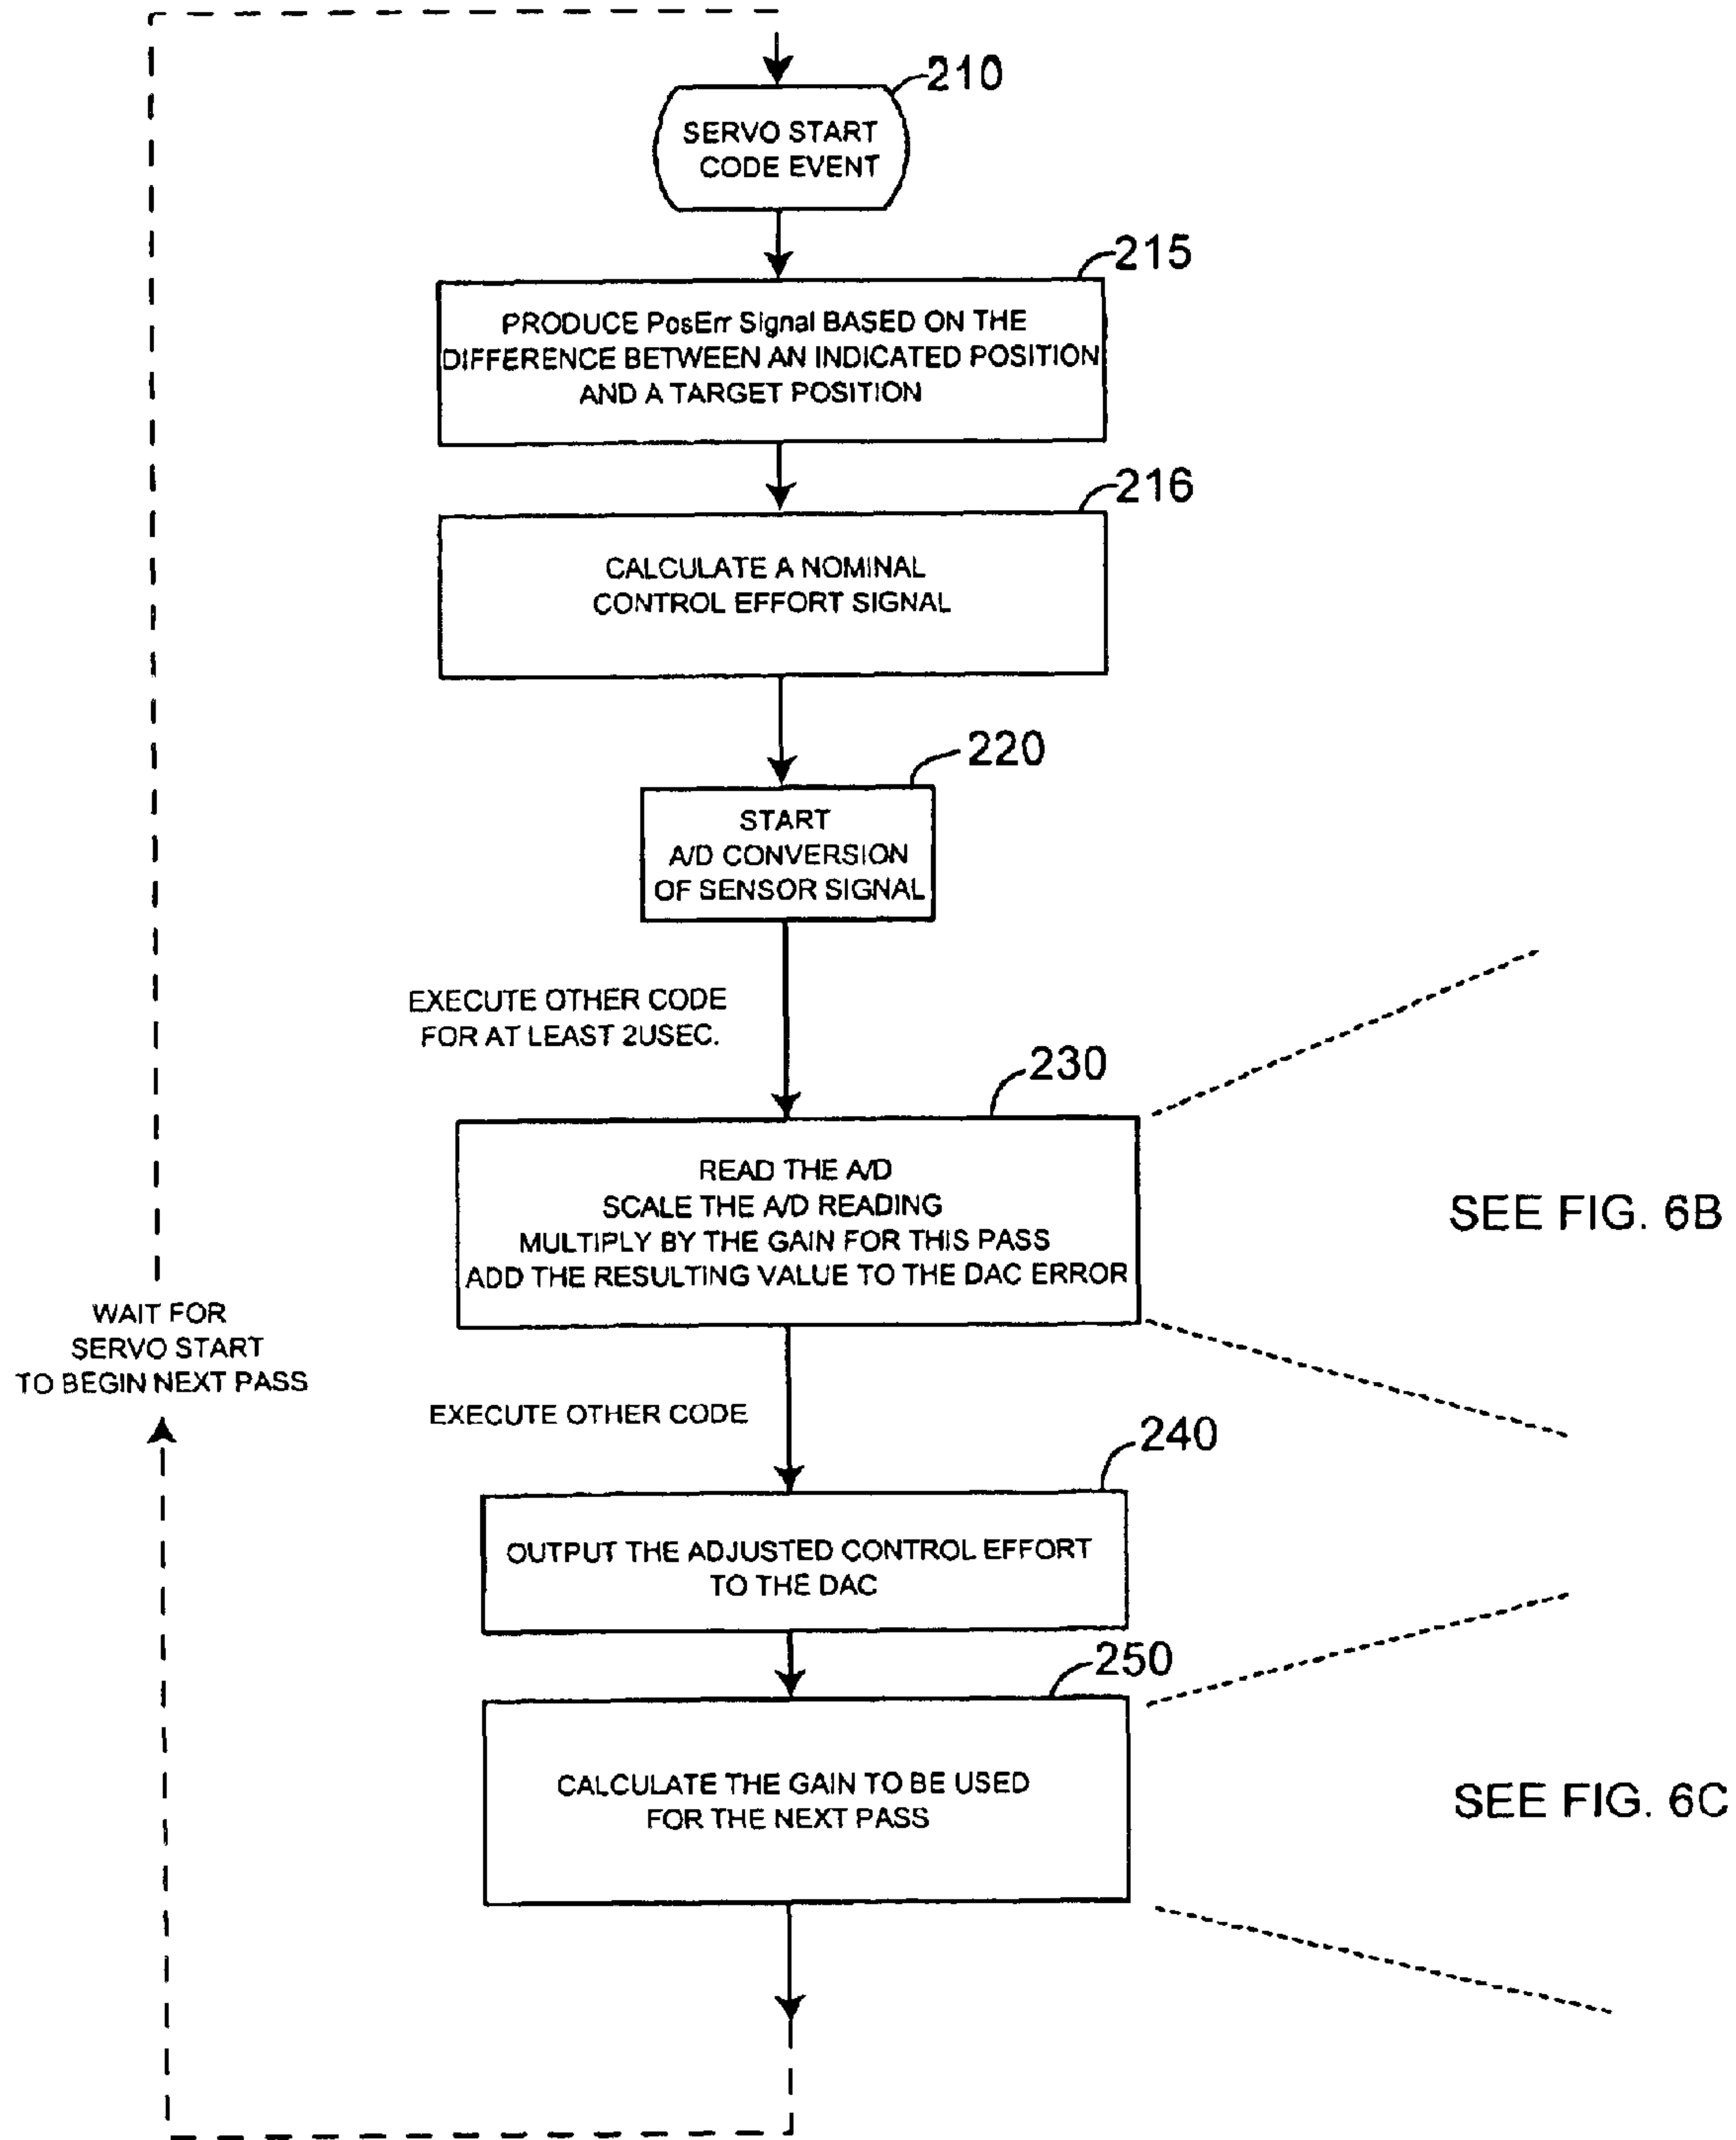 210
SERVO START
CODE EVENT
215
PRODUCE PosErr Signal BASED ON THE
DIFFERENCE BETWEEN AN INDICATED POSITION
AND A TARGET POSITION
216
CALCULATE A NOMINAL
CONTROL EFFORT SIGNAL
220
START
A/D CONVERSION
OF SENSOR SIGNAL
EXECUTE OTHER CODE
FOR AT LEAST 2USEC.
230
READ THE A/D
SCALE THE A/D READING
MULTIPLY BY THE GAIN FOR THIS PASS
ADD THE RESULTING VALUE TO THE DAC ERROR
SEE FIG. 6B
WAIT FOR
SERVO START
TO BEGIN NEXT PASS
EXECUTE OTHER CODE
240
OUTPUT THE ADJUSTED CONTROL EFFORT
TO THE DAC
250
CALCULATE THE GAIN TO BE USED
FOR THE NEXT PASS
SEE FIG. 6C